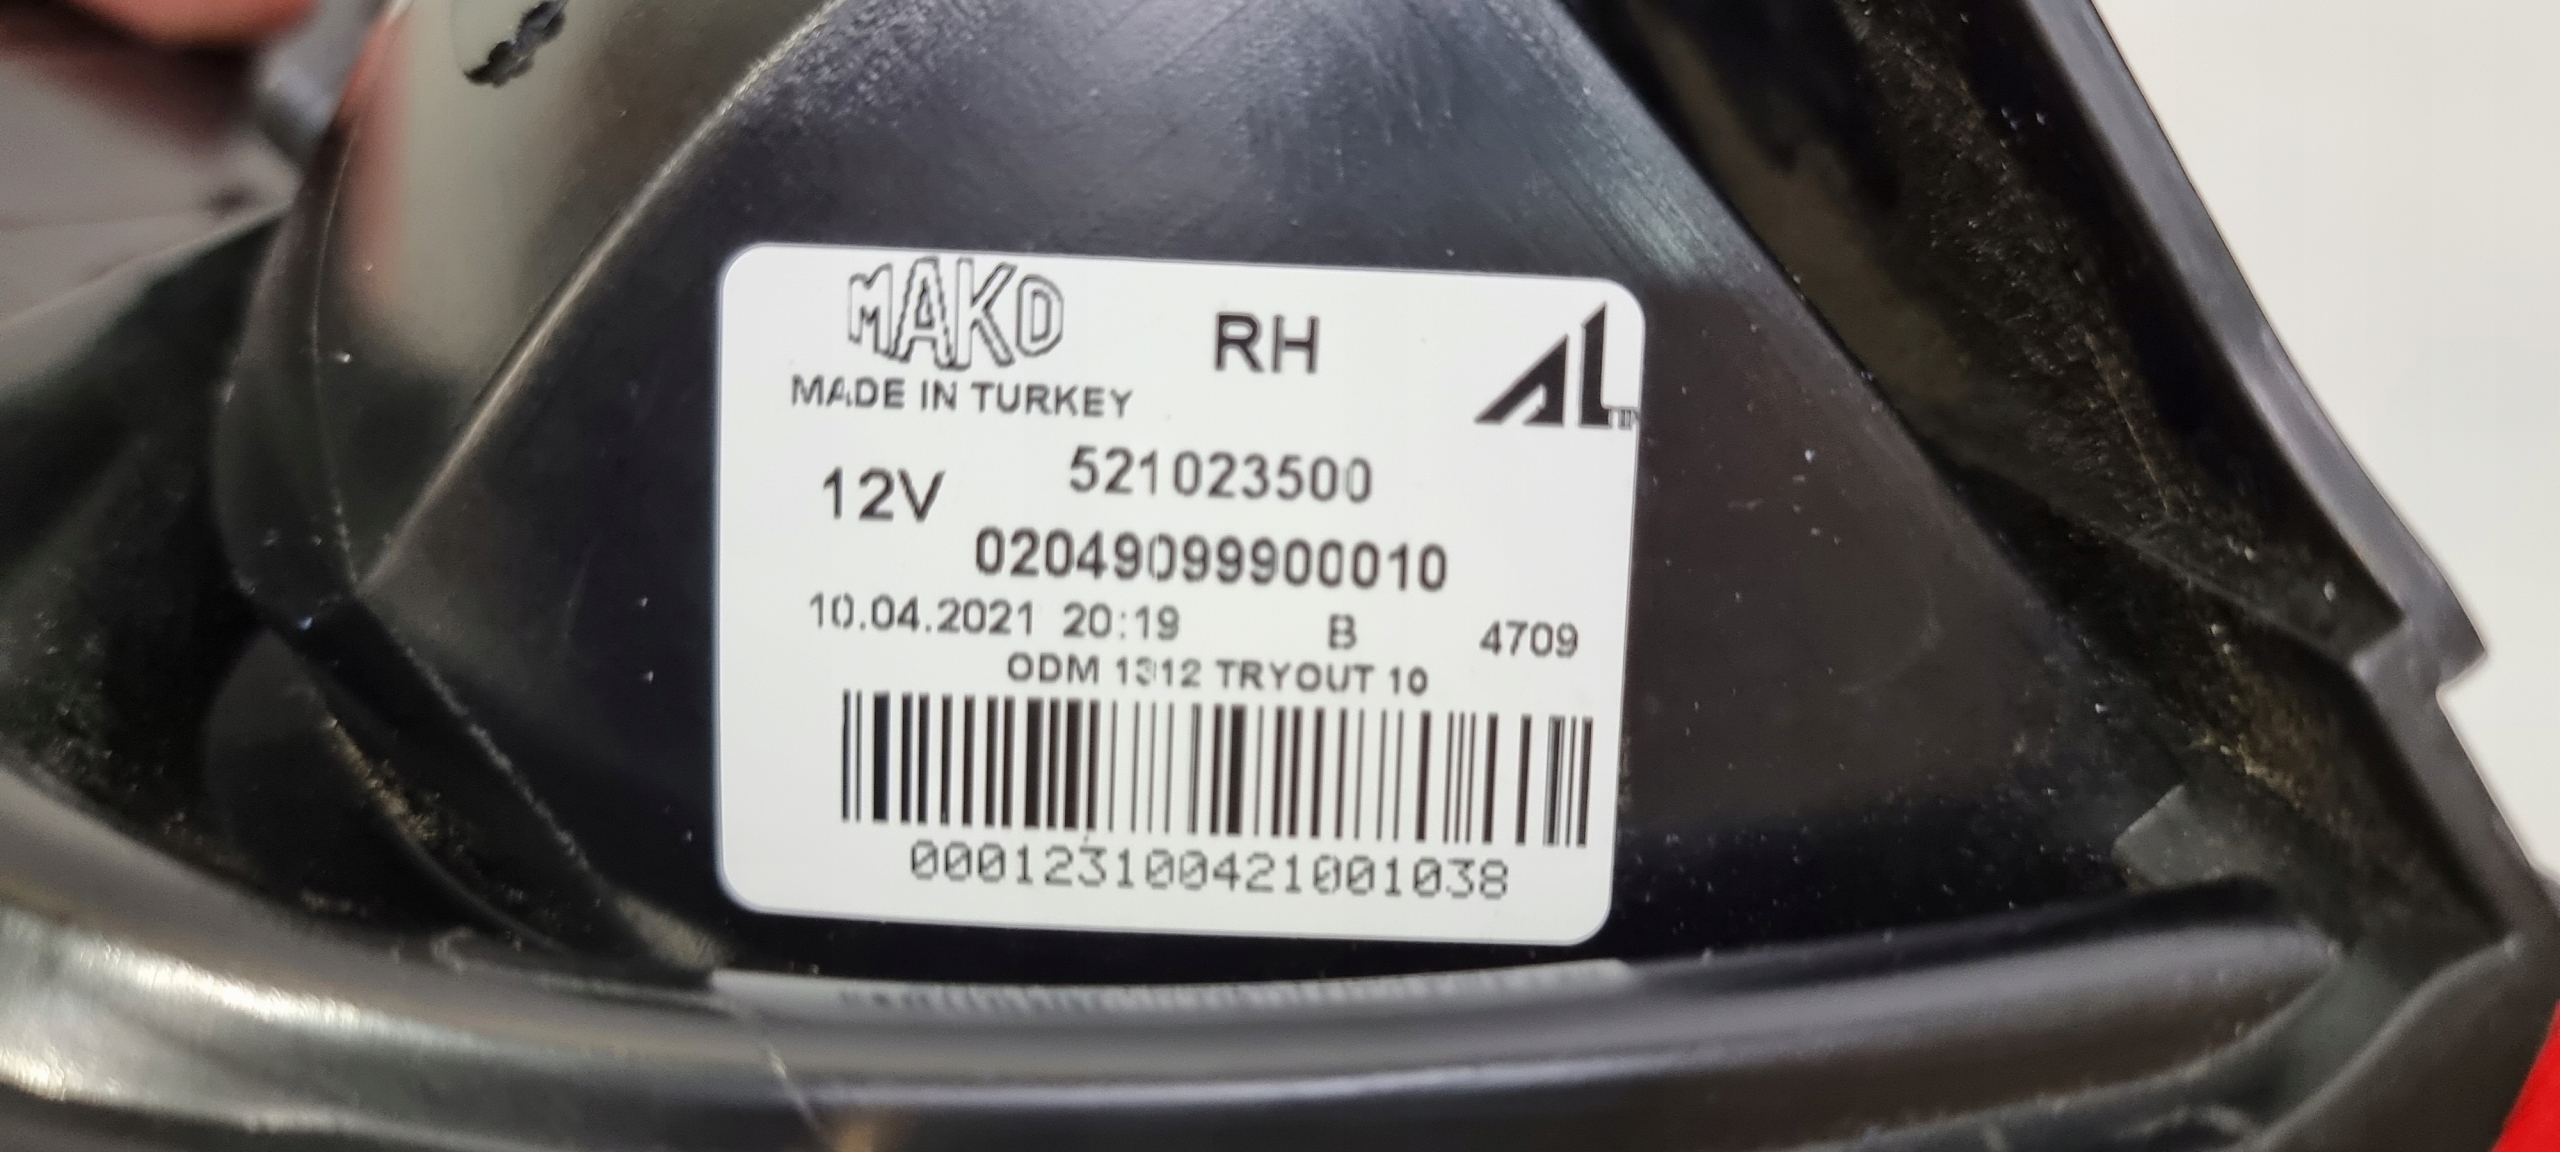 MAKO RH AL
MADE IN TURKEY
12V 521023500
02049099900010
10.04.2021 20:19 B 4709
ODM 1312 TRYOUT 10
000123100421001038